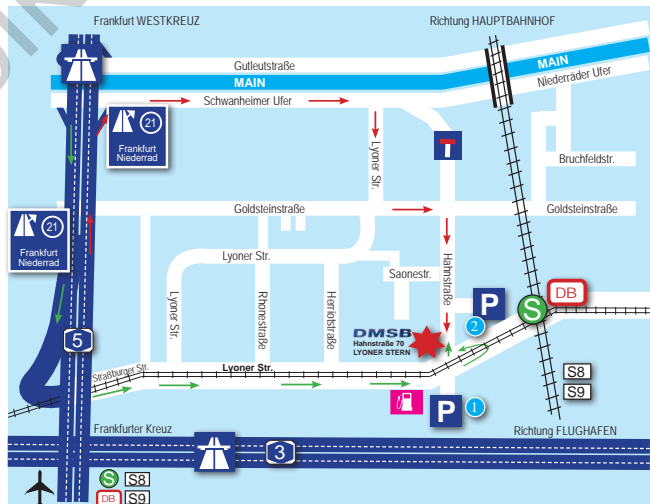 Frankfurt WESTKREUZ
Richtung HAUPTBAHNHOF
Gutleutstraße
MAIN
MAIN
Niederräder Ufer
Schwanheimer Ufer
21
Frankfurt
Niederrad
Lyoner Str.
Bruchfeldstr.
Goldsteinstraße
Goldsteinstraße
21
Frankfurt
Niederrad
Lyoner Str.
Hahnstraße
Saonestr.
Lyoner Str.
Rhonestraße
Herriotstraße
P
2
S
DB
DMSB
Hahnstraße 70
LYONER STERN
5
Straßburger Str.
Lyoner Str.
S8
S9
P
1
Frankfurter Kreuz
Richtung FLUGHAFEN
3
S
S8
DB
S9